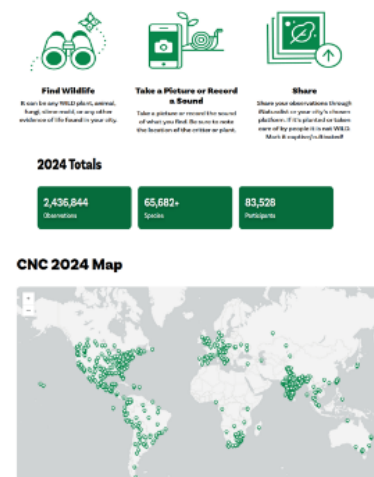 Find Wildlife
It can be any WILD plant, animal,
fungi, slime mold, or any other
evidence of life found in your city.
Take a Picture or Record
a Sound
Take a picture or record the sound
of what you find. Be sure to note
the location of the critter or plant.
Share
Share your observations through
iNaturalist or your city's chosen
platform. If it's planted or taken
care of by people it is not WILD.
Mark it captive/cultivated!
2024 Totals
2,436,844
Observations
65,682+
Species
83,528
Participants
CNC 2024 Map
+
−